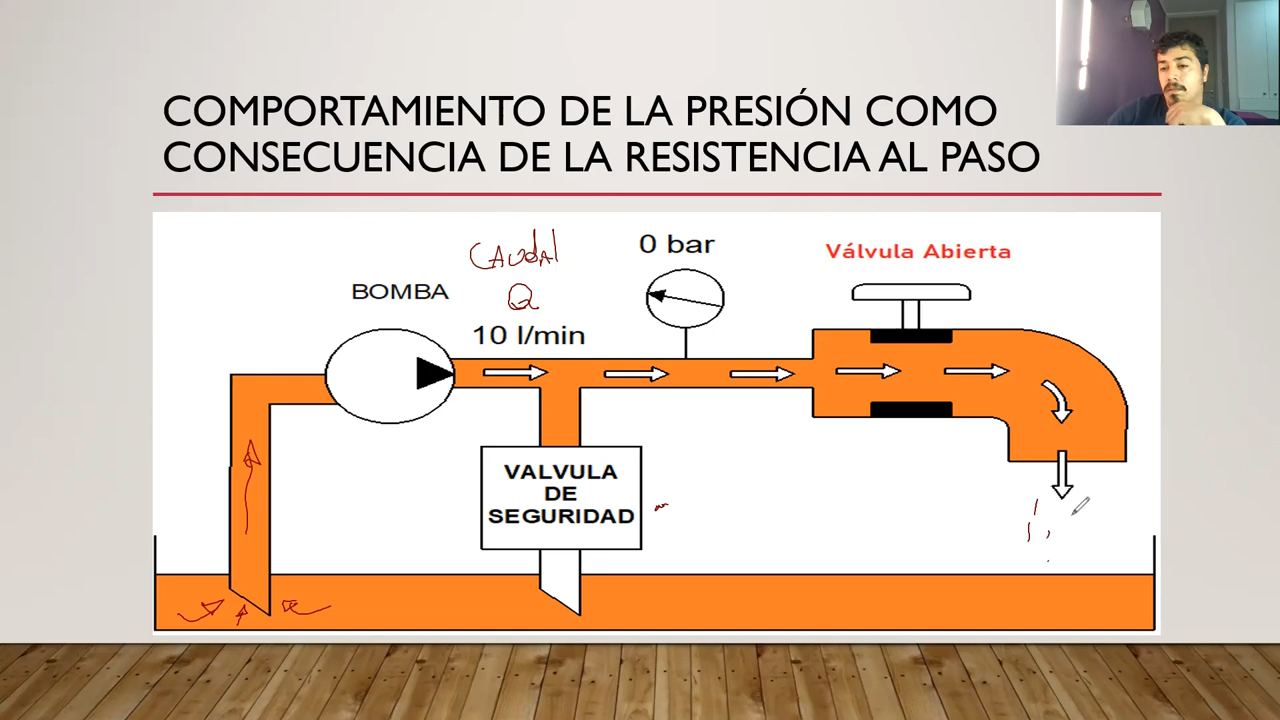 COMPORTAMIENTO DE LA PRESIÓN COMO
CONSECUENCIA DE LA RESISTENCIA AL PASO
CAUdAl
Q
0 bar
Válvula Abierta
BOMBA
10 l/min
VALVULA
DE
SEGURIDAD